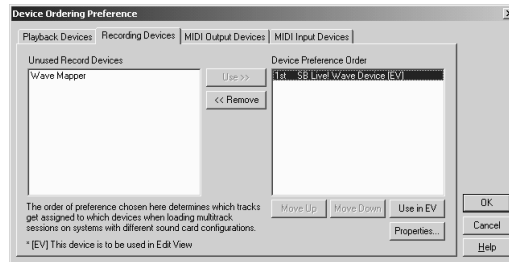 Device Ordering Preference
Playback Devices
Recording Devices
MIDI Output Devices
MIDI Input Devices
Unused Record Devices
Wave Mapper
Use >>
<< Remove
Device Preference Order
1st SB Live! Wave Device [EV]
The order of preference chosen here determines which tracks
get assigned to which devices when loading multitrack
sessions on systems with different sound card configurations.
* [EV] This device is to be used in Edit View
Move Up
Move Down
Use in EV
Properties...
OK
Cancel
Help